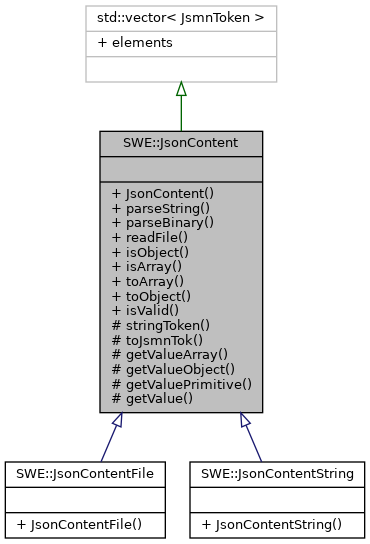 std::vector< JsmnToken >
+ elements
SWE::JsonContent
+ JsonContent()
+ parseString()
+ parseBinary()
+ readFile()
+ isObject()
+ isArray()
+ toArray()
+ toObject()
+ isValid()
# stringToken()
# toJsmnTok()
# getValueArray()
# getValueObject()
# getValuePrimitive()
# getValue()
SWE::JsonContentFile
+ JsonContentFile()
SWE::JsonContentString
+ JsonContentString()